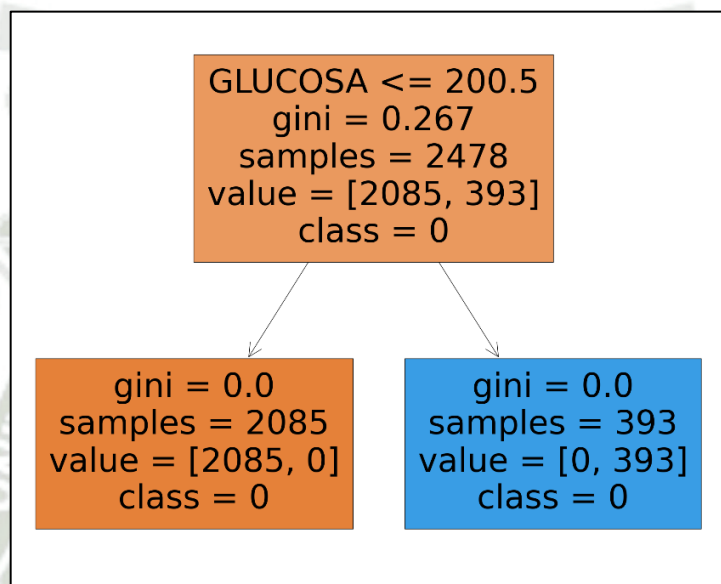 GLUCOSA <= 200.5
gini = 0.267
samples = 2478
value = [2085, 393]
class = 0
gini = 0.0
samples = 2085
value = [2085, 0]
class = 0
gini = 0.0
samples = 393
value = [0, 393]
class = 0